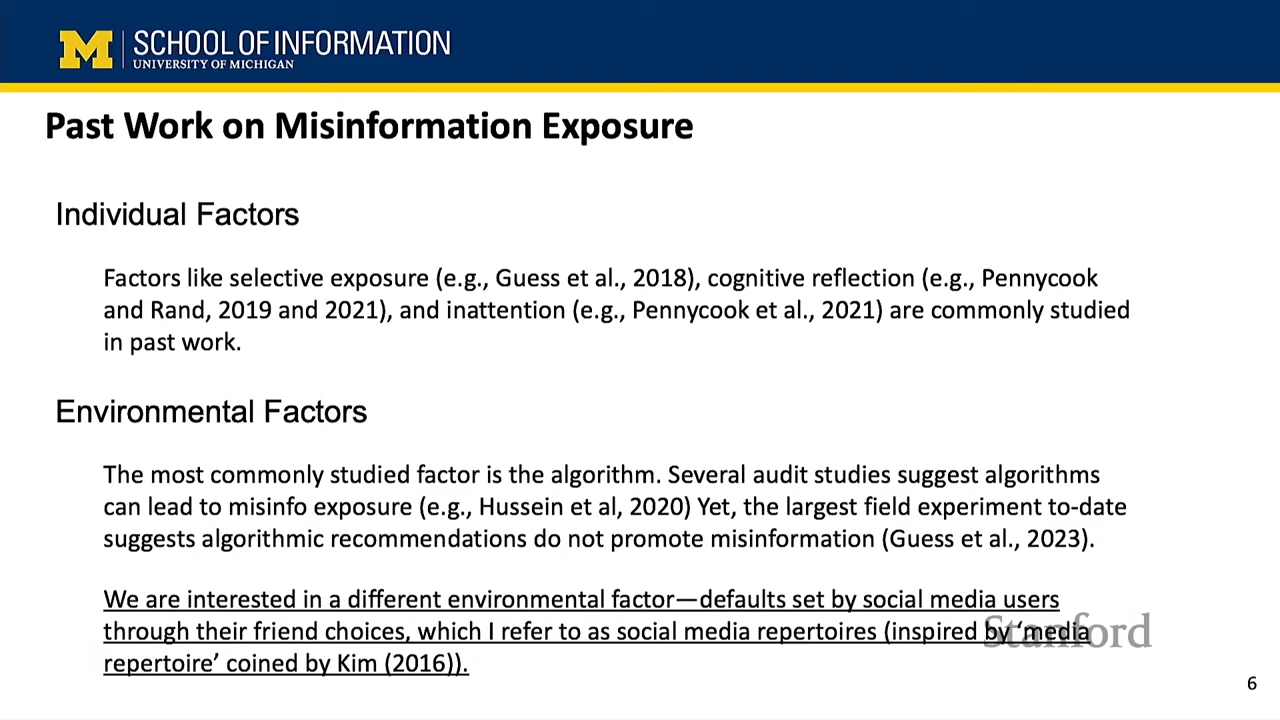 M SCHOOL OF INFORMATION
UNIVERSITY OF MICHIGAN
Past Work on Misinformation Exposure
Individual Factors
Factors like selective exposure (e.g., Guess et al., 2018), cognitive reflection (e.g., Pennycook
and Rand, 2019 and 2021), and inattention (e.g., Pennycook et al., 2021) are commonly studied
in past work.
Environmental Factors
The most commonly studied factor is the algorithm. Several audit studies suggest algorithms
can lead to misinfo exposure (e.g., Hussein et al, 2020) Yet, the largest field experiment to-date
suggests algorithmic recommendations do not promote misinformation (Guess et al., 2023).
We are interested in a different environmental factor—defaults set by social media users
through their friend choices, which I refer to as social media repertoires (inspired by ‘media
repertoire’ coined by Kim (2016)).
Stanford
6